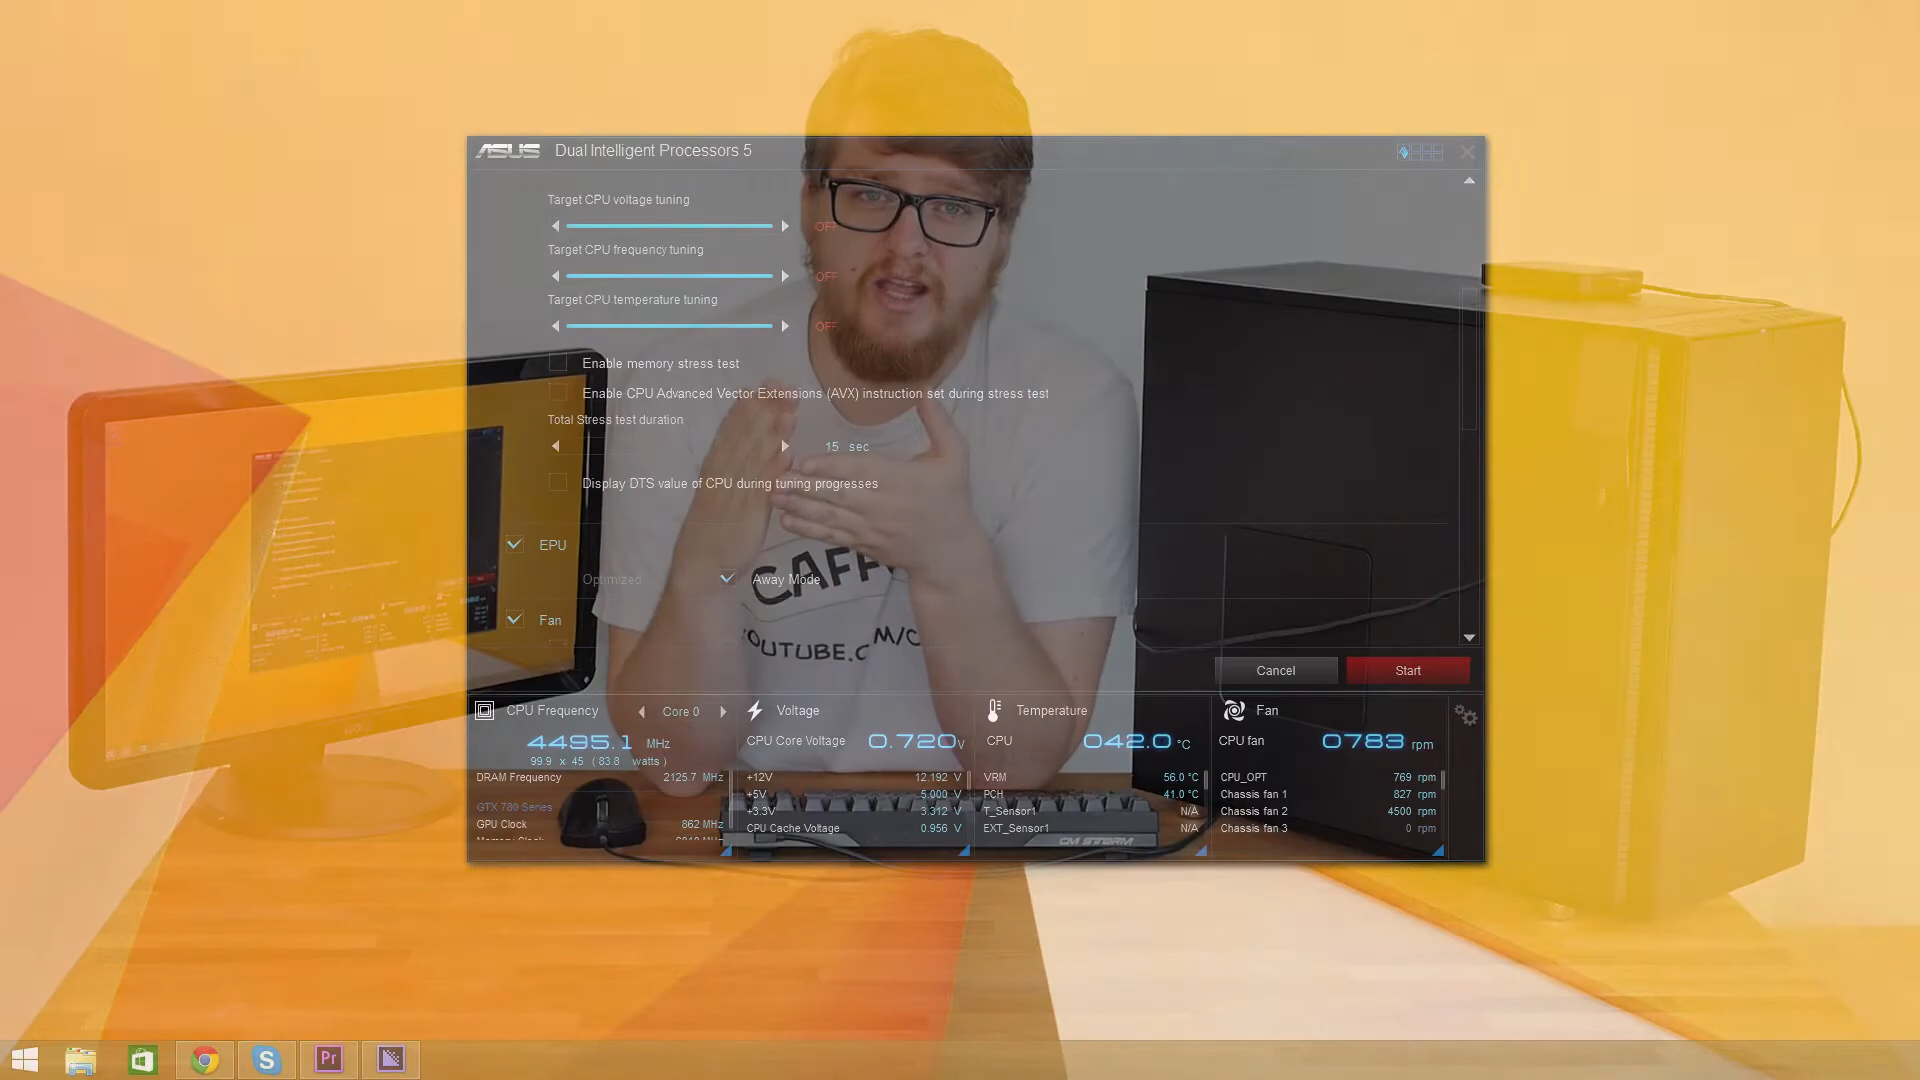 ASUS Dual Intelligent Processors 5
Target CPU voltage tuning
OFF
Target CPU frequency tuning
OFF
Target CPU temperature tuning
OFF
Enable memory stress test
Enable CPU Advanced Vector Extensions (AVX) instruction set during stress test
Total Stress test duration
15 sec
Display DTS value of CPU during tuning progresses
EPU
Optimized Away Mode
Fan
Cancel Start
CPU Frequency Core 0
4495.1 MHz
99.9 x 45 ( 83.8 watts )
DRAM Frequency 2125.7 MHz
GTX 780 Series
GPU Clock 862 MHz
Voltage
CPU Core Voltage 0.720 V
+12V 12.192 V
+5V 5.000 V
+3.3V 3.312 V
CPU Cache Voltage 0.956 V
Temperature
CPU 042.0 °C
VRM 56.0 °C
PCH 41.0 °C
T_Sensor1 N/A
EXT_Sensor1 N/A
Fan
CPU fan 0783 rpm
CPU_OPT 769 rpm
Chassis fan 1 827 rpm
Chassis fan 2 4500 rpm
Chassis fan 3 0 rpm
CM STORM
Pr